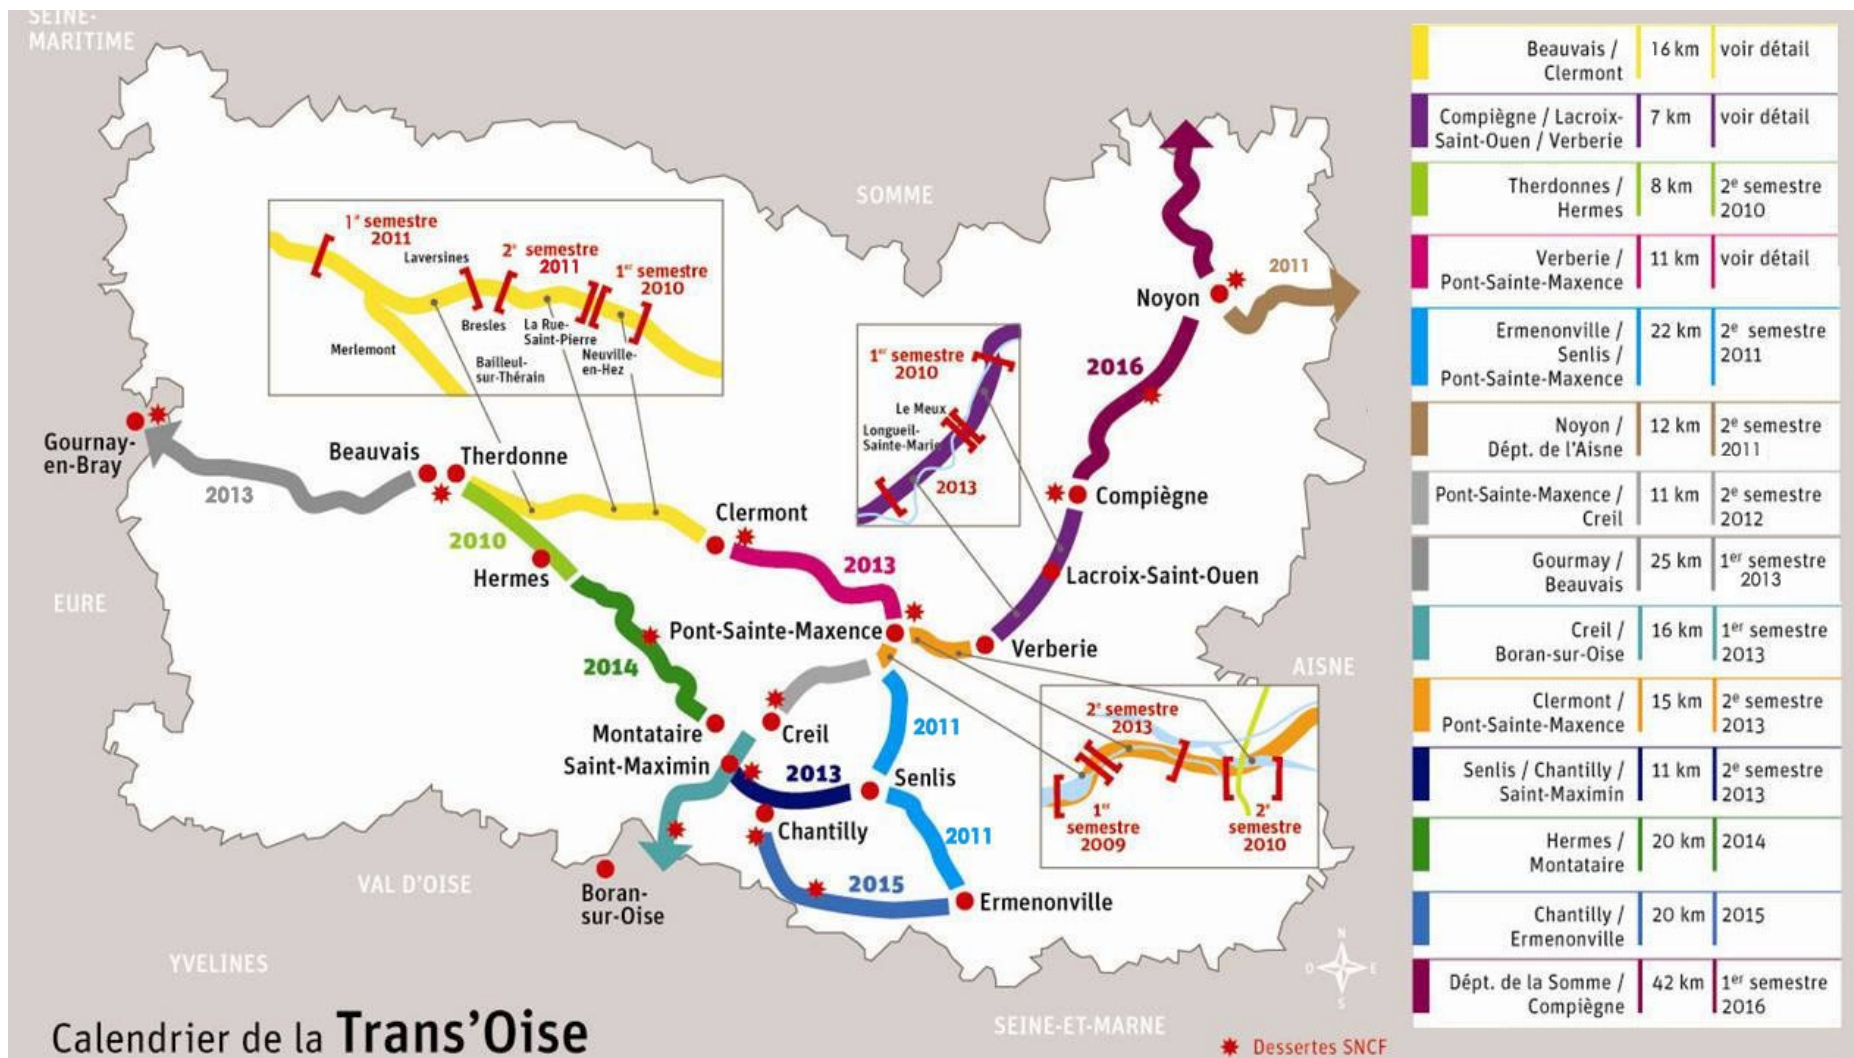 SEINE-
MARITIME
SOMME
EURE
VAL D'OISE
YVELINES
SEINE-ET-MARNE
AISNE
1e semestre
2011
Laversines
2e semestre
2011
1er semestre
2010
Bresles
La Rue-
Saint-Pierre
Neuville-
en-Hez
Merlemont
Bailleul-
sur-Thérain
1er semestre
2010
Le Meux
Longueil-
Sainte-Marie
2013
Noyon
2011
2016
Gournay-
en-Bray
2013
Beauvais
Therdonne
Clermont
2010
Hermes
2013
Compiègne
Lacroix-Saint-Ouen
Pont-Sainte-Maxence
Verberie
2014
Montataire
Creil
Saint-Maximin
2013
2011
Senlis
Chantilly
2011
2015
Ermenonville
Boran-
sur-Oise
2e semestre
2013
1er
semestre
2009
2e
semestre
2010
N
O
E
S
Calendrier de la Trans'Oise
Dessertes SNCF
Beauvais / 16 km voir détail
Clermont
Compiègne / Lacroix- 7 km voir détail
Saint-Ouen / Verberie
Therdonnes / 8 km 2e semestre
Hermes 2010
Verberie / 11 km voir détail
Pont-Sainte-Maxence
Ermenonville / 22 km 2e semestre
Senlis / 2011
Pont-Sainte-Maxence
Noyon / 12 km 2e semestre
Dépt. de l'Aisne 2011
Pont-Sainte-Maxence / 11 km 2e semestre
Creil 2012
Gourmay / 25 km 1er semestre
Beauvais 2013
Creil / 16 km 1er semestre
Boran-sur-Oise 2013
Clermont / 15 km 2e semestre
Pont-Sainte-Maxence 2013
Senlis / Chantilly / 11 km 2e semestre
Saint-Maximin 2013
Hermes / 20 km 2014
Montataire
Chantilly / 20 km 2015
Ermenonville
Dépt. de la Somme / 42 km 1er semestre
Compiègne 2016